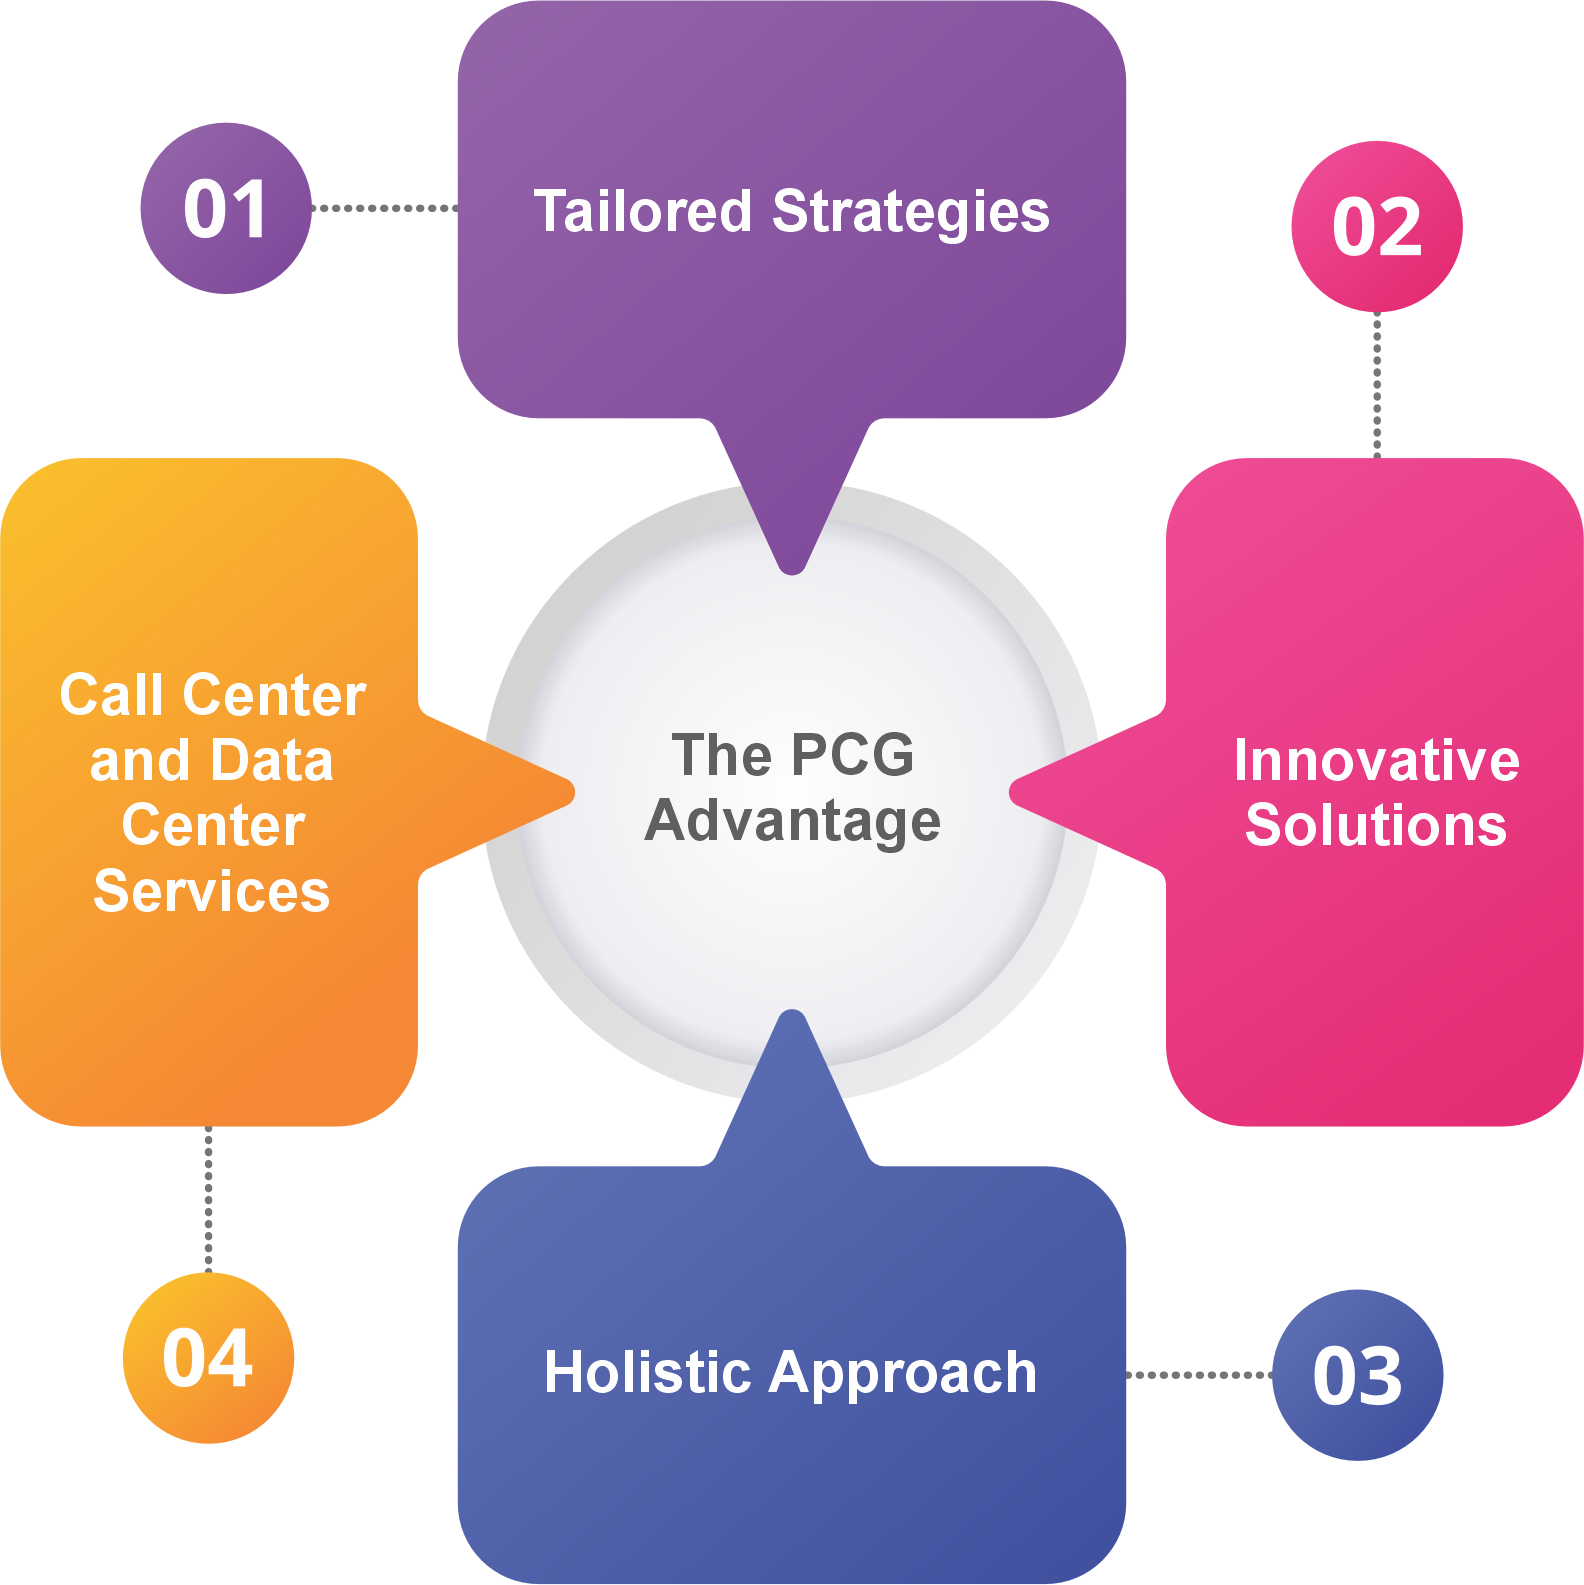 01
Tailored Strategies
02
Innovative
Solutions
03
Holistic Approach
04
Call Center
and Data
Center
Services
The PCG
Advantage